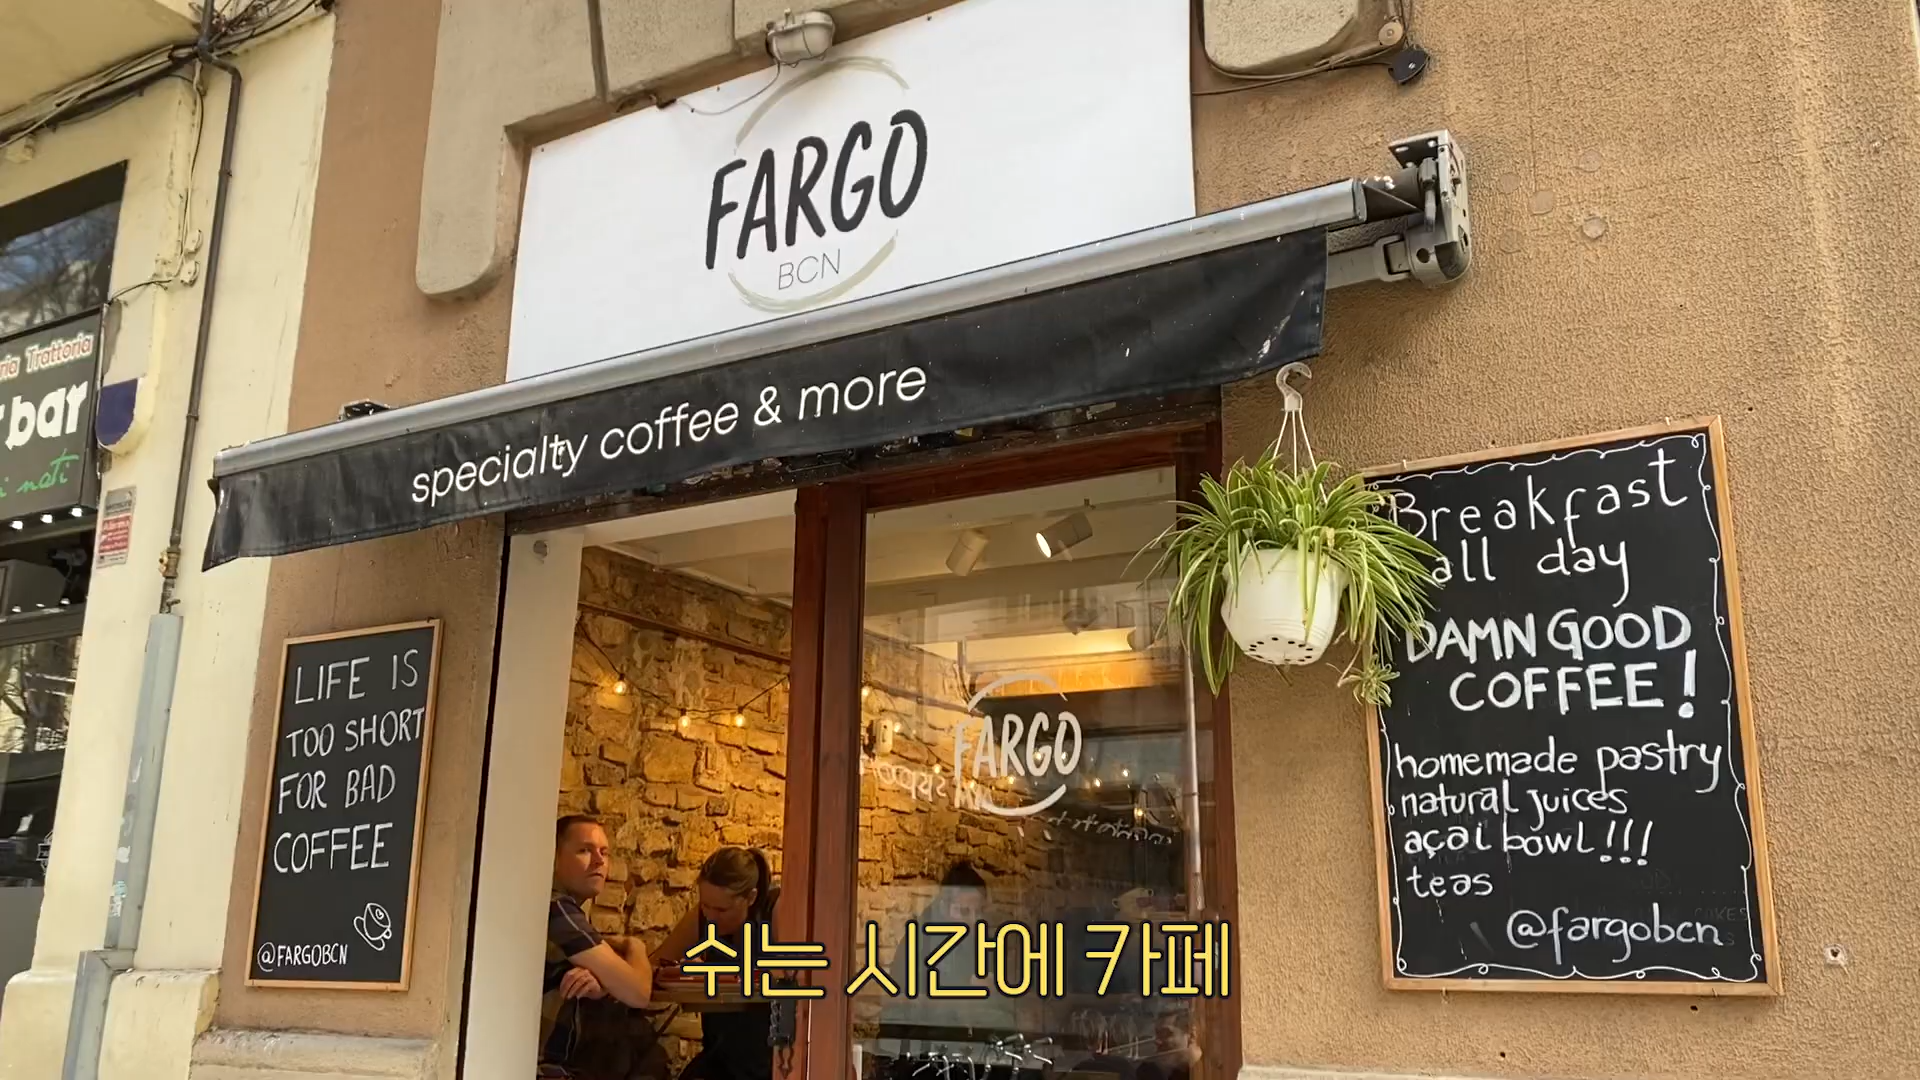 FARGO
BCN
specialty coffee & more
Trattoria
bar
nati
LIFE IS
TOO SHORT
FOR BAD
COFFEE
@FARGOBCN
FARGO
Breakfast
all day
DAMN GOOD
COFFEE!
homemade pastry
natural juices
açai bowl!!!
teas
@fargobcn
쉬는 시간에 카페